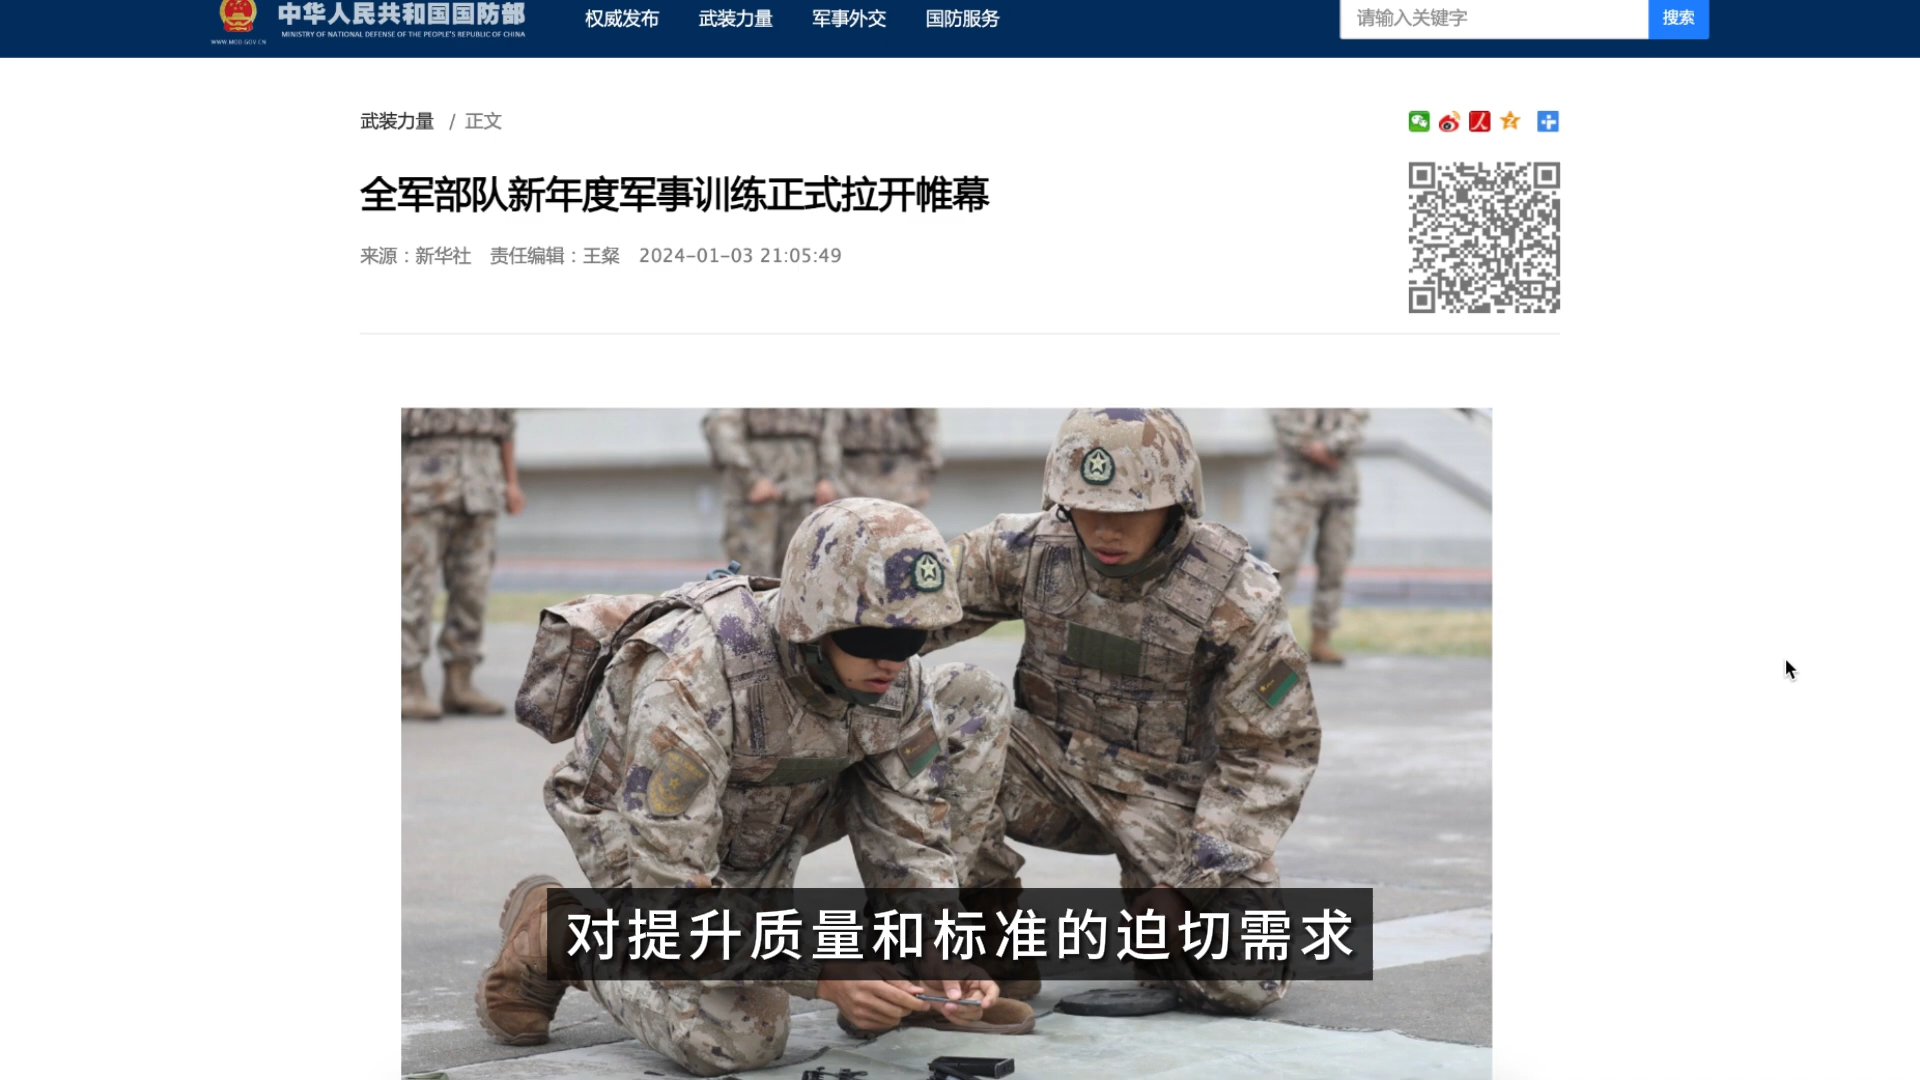 中华人民共和国国防部
MINISTRY OF NATIONAL DEFENSE OF THE PEOPLE'S REPUBLIC OF CHINA
WWW.MOD.GOV.CN
权威发布 武装力量 军事外交 国防服务
请输入关键字 搜索
武装力量 / 正文
全军部队新年度军事训练正式拉开帷幕
来源：新华社 责任编辑：王粲 2024-01-03 21:05:49
对提升质量和标准的迫切需求